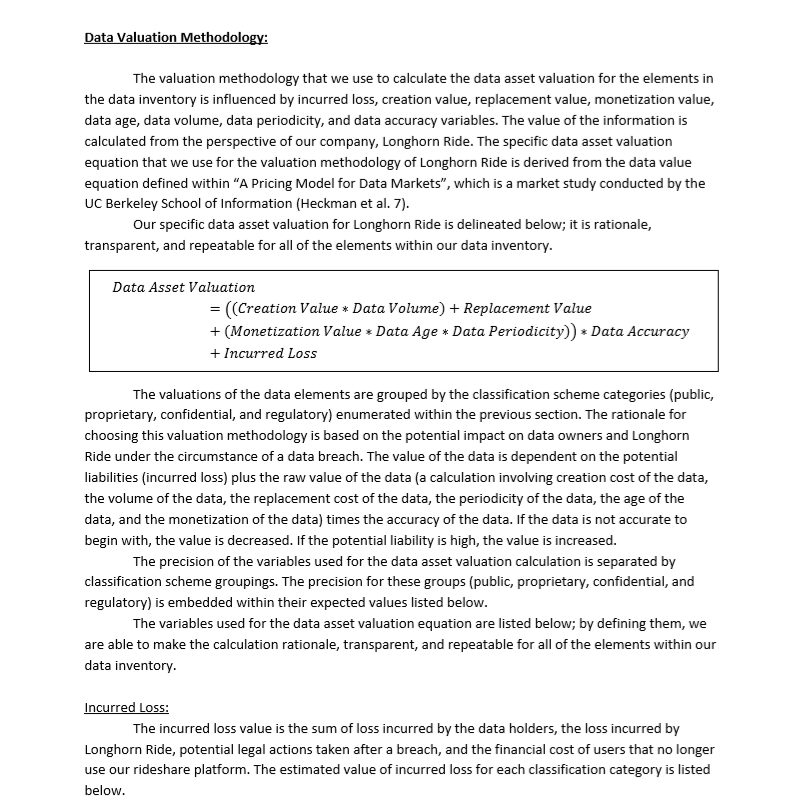 Data Valuation Methodology:
The valuation methodology that we use to calculate the data asset valuation for the elements in
the data inventory is influenced by incurred loss, creation value, replacement value, monetization value,
data age, data volume, data periodicity, and data accuracy variables. The value of the information is
calculated from the perspective of our company, Longhorn Ride. The specific data asset valuation
equation that we use for the valuation methodology of Longhorn Ride is derived from the data value
equation defined within “A Pricing Model for Data Markets”, which is a market study conducted by the
UC Berkeley School of Information (Heckman et al. 7).
Our specific data asset valuation for Longhorn Ride is delineated below; it is rationale,
transparent, and repeatable for all of the elements within our data inventory.
Data Asset Valuation
= ((Creation Value * Data Volume) + Replacement Value
+ (Monetization Value * Data Age * Data Periodicity)) * Data Accuracy
+ Incurred Loss
The valuations of the data elements are grouped by the classification scheme categories (public,
proprietary, confidential, and regulatory) enumerated within the previous section. The rationale for
choosing this valuation methodology is based on the potential impact on data owners and Longhorn
Ride under the circumstance of a data breach. The value of the data is dependent on the potential
liabilities (incurred loss) plus the raw value of the data (a calculation involving creation cost of the data,
the volume of the data, the replacement cost of the data, the periodicity of the data, the age of the
data, and the monetization of the data) times the accuracy of the data. If the data is not accurate to
begin with, the value is decreased. If the potential liability is high, the value is increased.
The precision of the variables used for the data asset valuation calculation is separated by
classification scheme groupings. The precision for these groups (public, proprietary, confidential, and
regulatory) is embedded within their expected values listed below.
The variables used for the data asset valuation equation are listed below; by defining them, we
are able to make the calculation rationale, transparent, and repeatable for all of the elements within our
data inventory.
Incurred Loss:
The incurred loss value is the sum of loss incurred by the data holders, the loss incurred by
Longhorn Ride, potential legal actions taken after a breach, and the financial cost of users that no longer
use our rideshare platform. The estimated value of incurred loss for each classification category is listed
below.